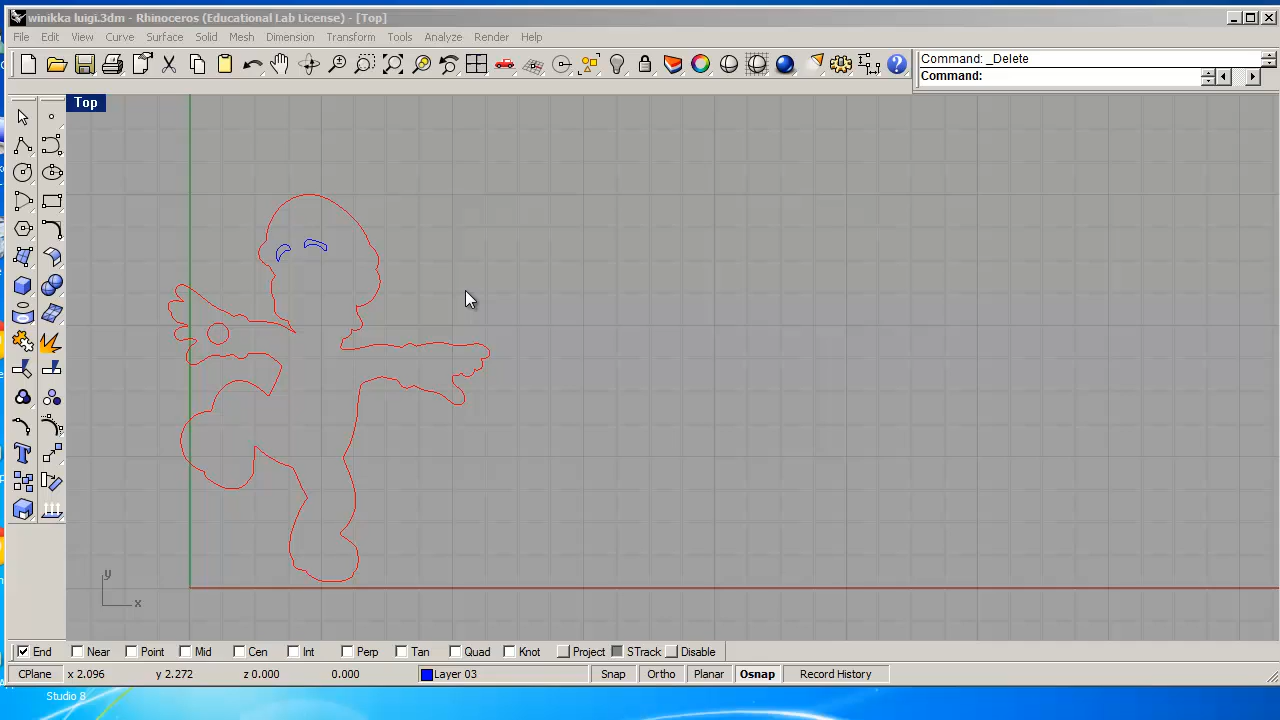 winikka luigi.3dm - Rhinoceros (Educational Lab License) - [Top]
File Edit View Curve Surface Solid Mesh Dimension Transform Tools Analyze Render Help
Command: _Delete
Command:
Top
y
x
End Near Point Mid Cen Int Perp Tan Quad Knot Project STrack Disable
CPlane x 2.096 y 2.272 z 0.000 0.000 Layer 03 Snap Ortho Planar Osnap Record History
Studio 8